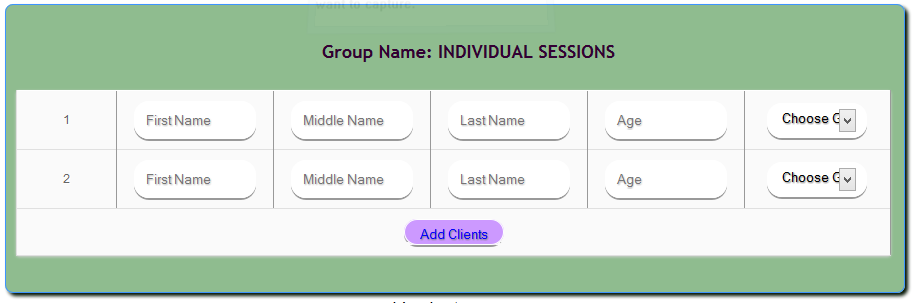 want to capture.
Group Name: INDIVIDUAL SESSIONS
1 First Name Middle Name Last Name Age Choose G
2 First Name Middle Name Last Name Age Choose G
Add Clients